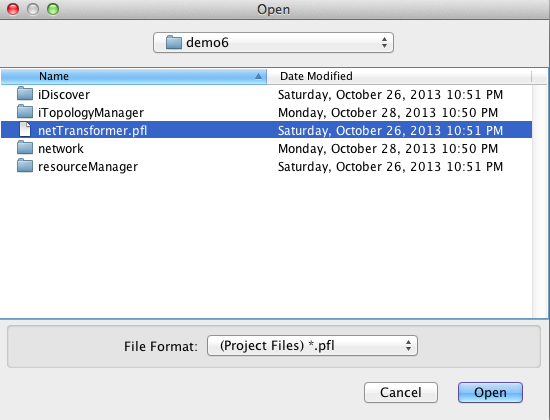 Open
demo6
Name Date Modified
iDiscover Saturday, October 26, 2013 10:51 PM
iTopologyManager Monday, October 28, 2013 10:50 PM
netTransformer.pfl Saturday, October 26, 2013 10:51 PM
network Monday, October 28, 2013 10:50 PM
resourceManager Saturday, October 26, 2013 10:51 PM
File Format: (Project Files) *.pfl
Cancel Open